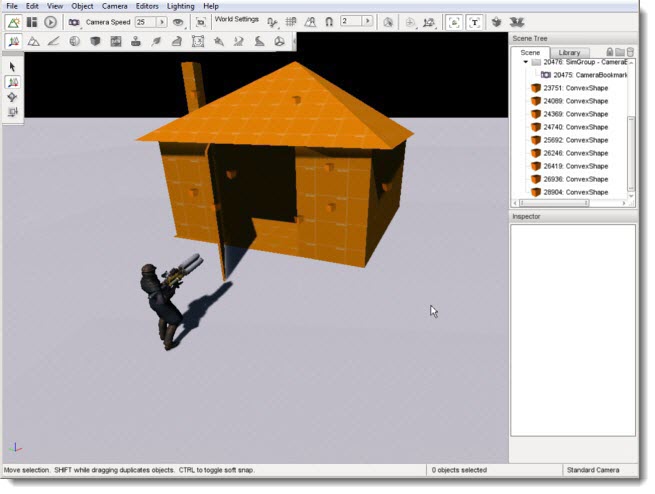 File Edit View Object Camera Editors Lighting Help
Camera Speed 25 World Settings 2
Scene Tree
Scene Library
20476: SimGroup - CameraB
20475: CameraBookmark
23751: ConvexShape
24089: ConvexShape
24369: ConvexShape
24740: ConvexShape
25692: ConvexShape
26246: ConvexShape
26419: ConvexShape
26936: ConvexShape
28904: ConvexShape
Inspector
Move selection. SHIFT while dragging duplicates objects. CTRL to toggle soft snap. 0 objects selected Standard Camera